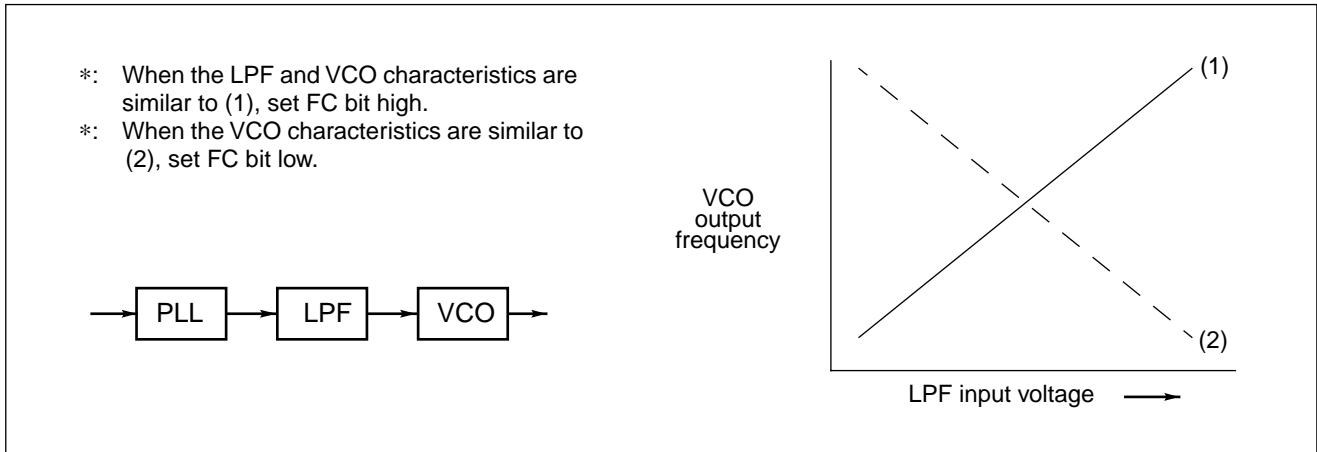 ∗: When the LPF and VCO characteristics are
similar to (1), set FC bit high.
∗: When the VCO characteristics are similar to
(2), set FC bit low.
PLL
LPF
VCO
VCO
output
frequency
(1)
(2)
LPF input voltage